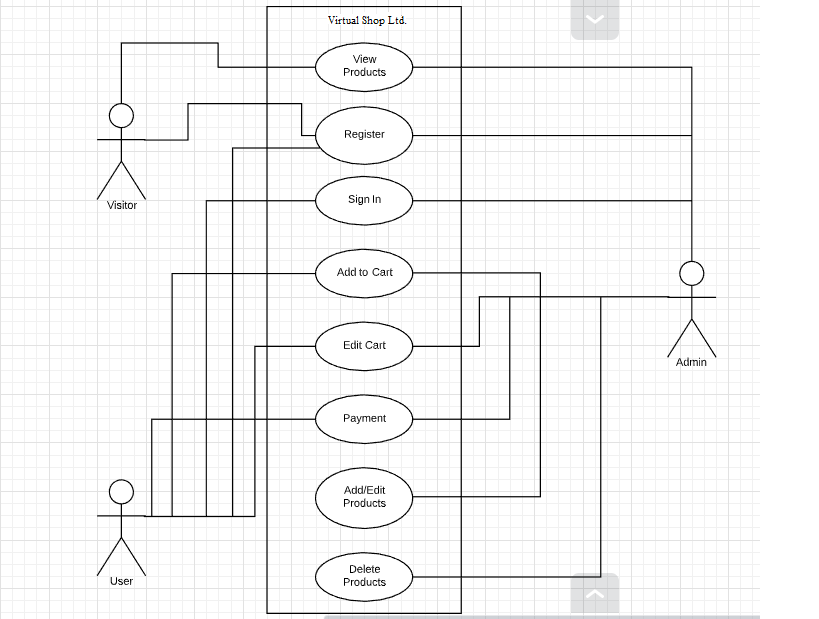 Virtual Shop Ltd.
View
Products
Register
Sign In
Visitor
Add to Cart
Edit Cart
Admin
Payment
Add/Edit
Products
Delete
Products
User